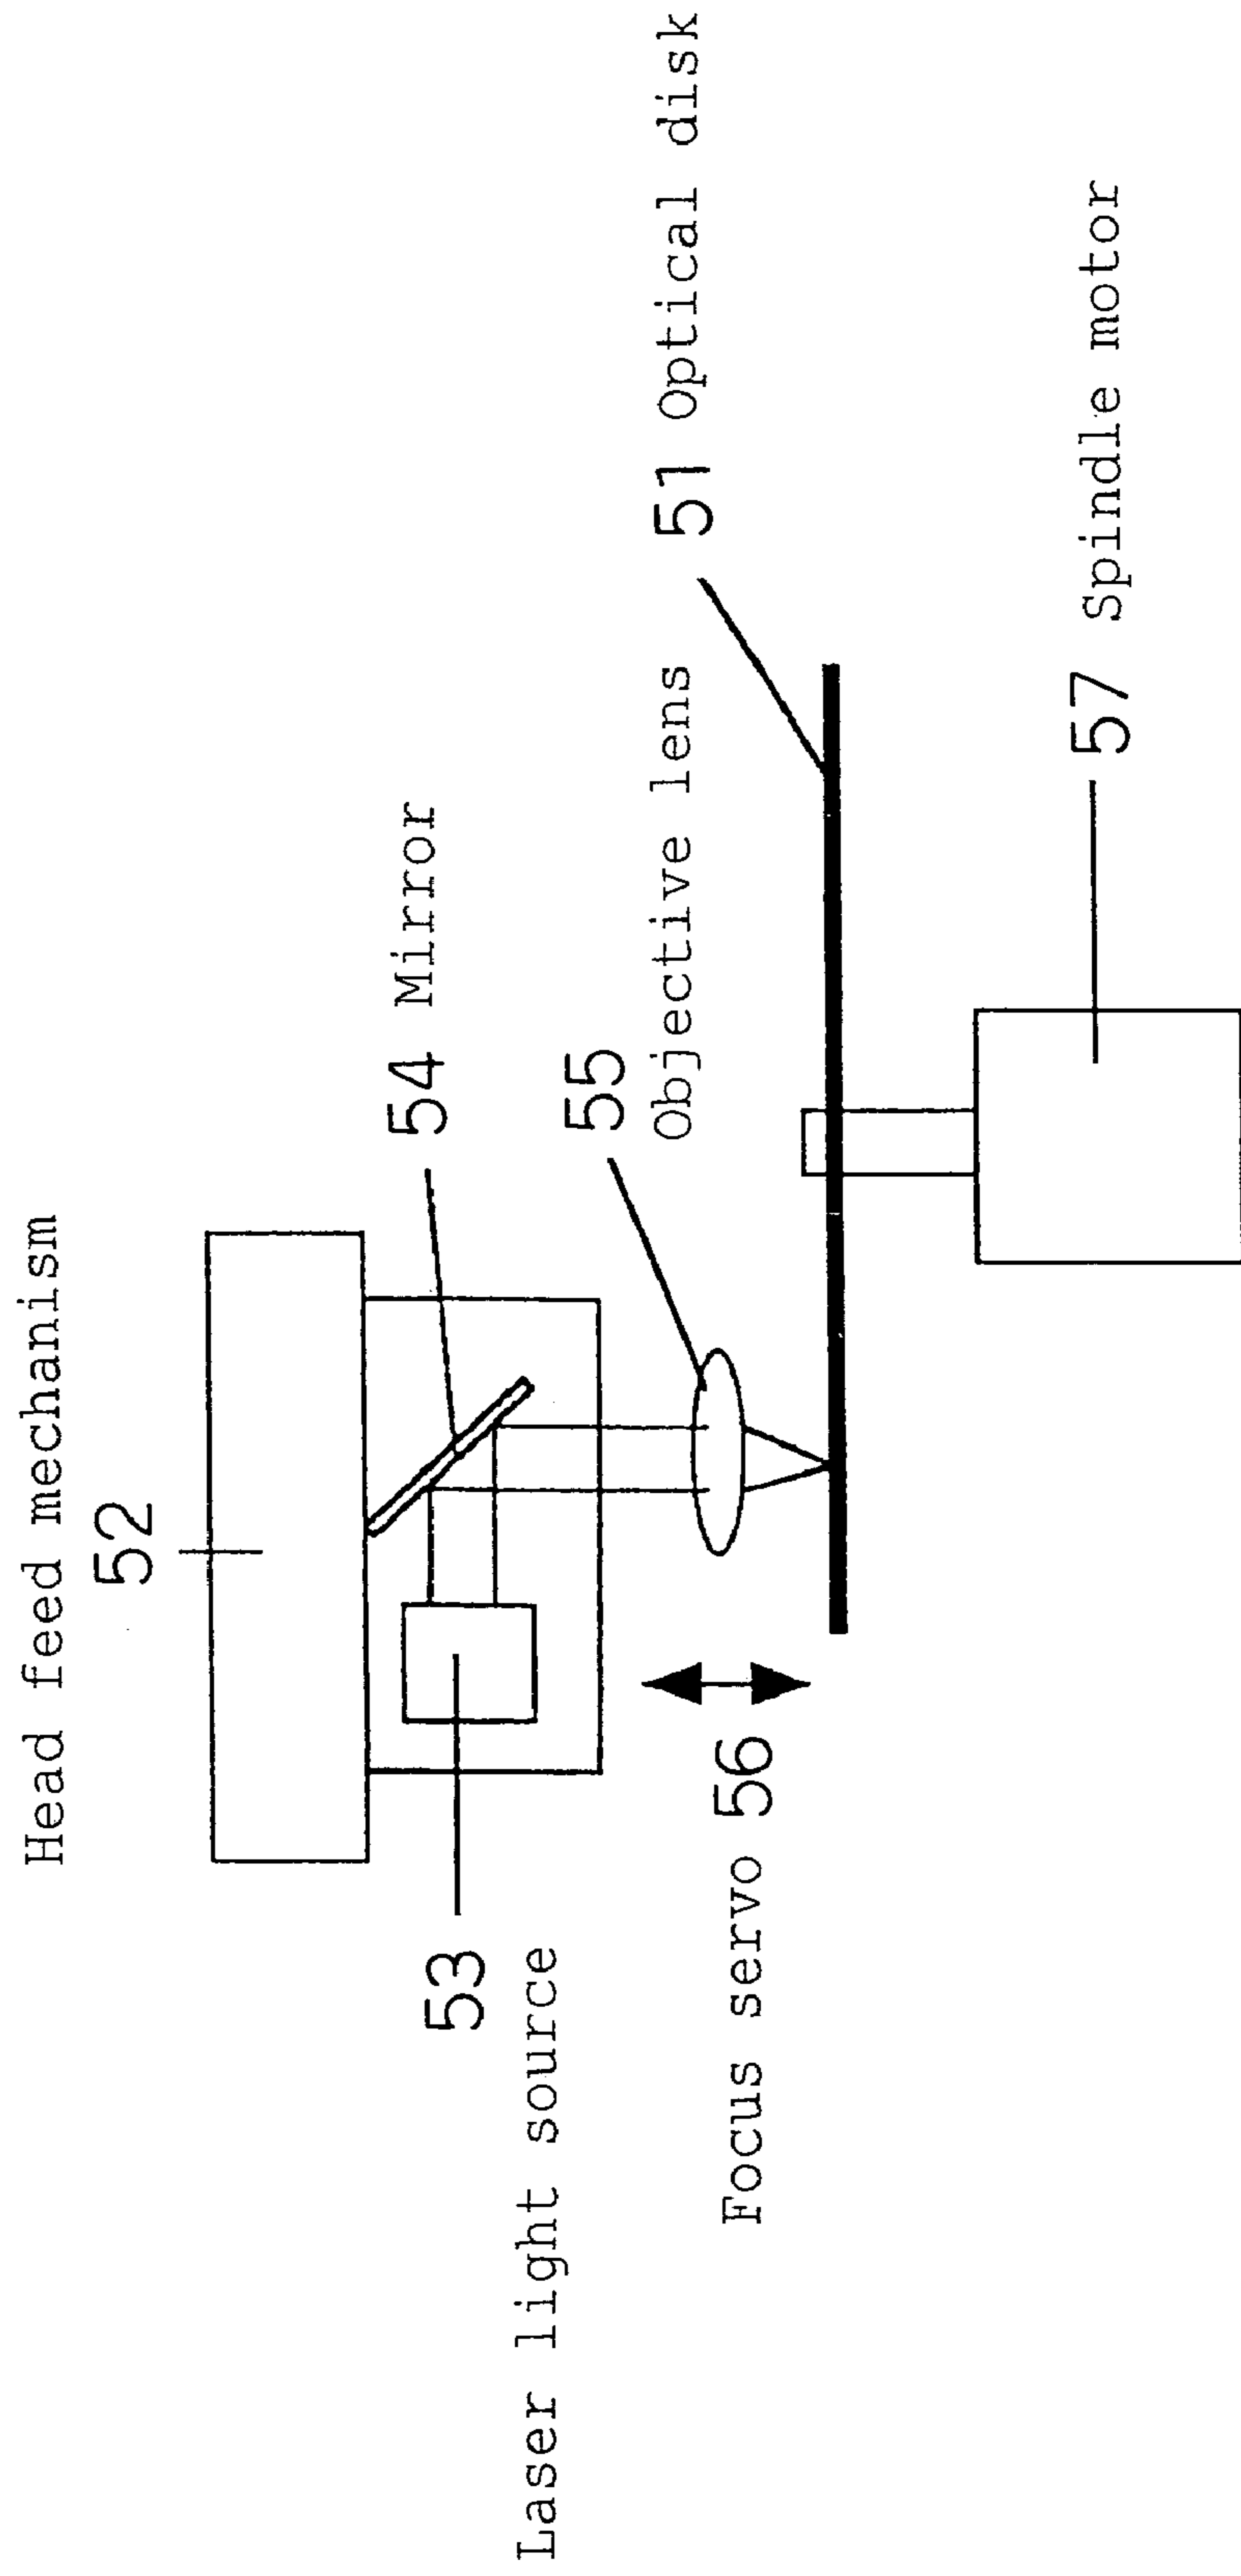 Head feed mechanism
52
54 Mirror
53
Laser light source
55
Objective lens
51 Optical disk
Focus servo 56
57 Spindle motor